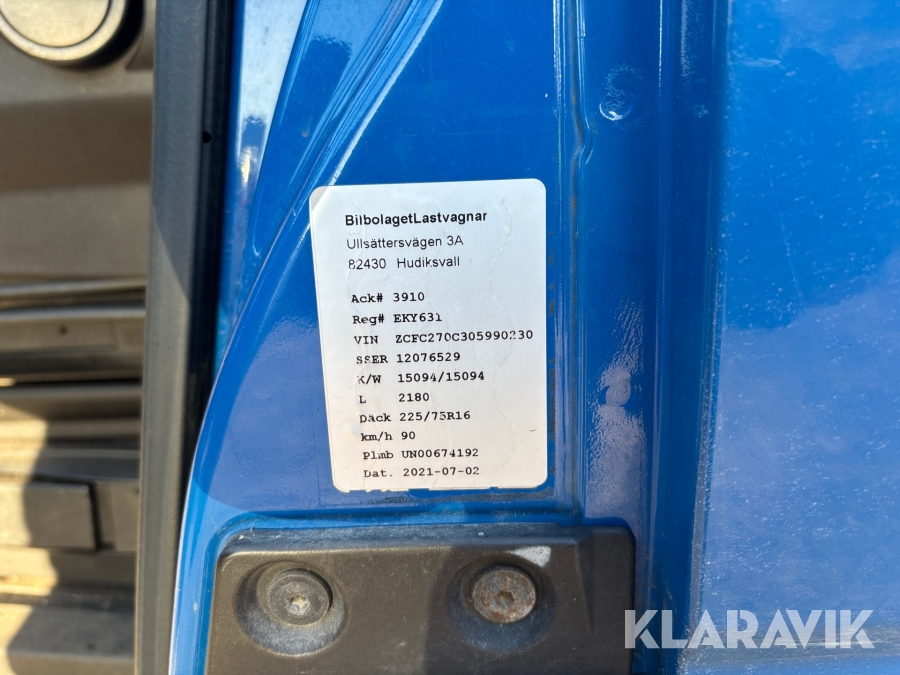 BilbolagetLastvagnar
Ullsättersvägen 3A
82430 Hudiksvall
Ack# 3910
Reg# EKY631
VIN ZCFC270C305990230
SSER 12076529
K/W 15094/15094
L 2180
Däck 225/75R16
km/h 90
Plmb UN00674192
Dat. 2021-07-02
KLARAVIK